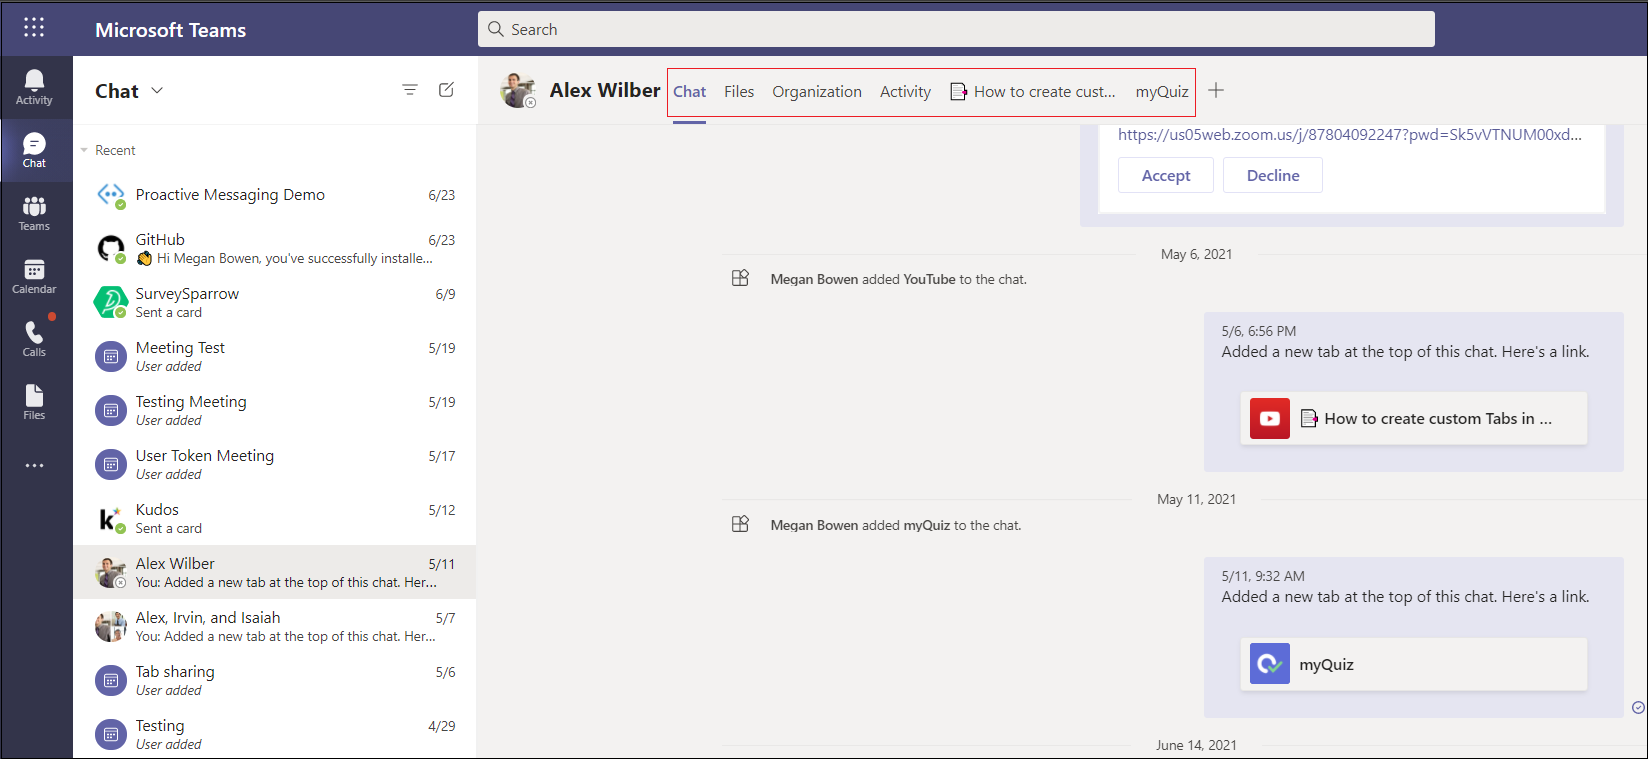 Microsoft Teams
Search
Activity
Chat
Teams
Calendar
Calls
Files
Chat
Recent
Proactive Messaging Demo 6/23
GitHub 6/23
Hi Megan Bowen, you've successfully installe...
SurveySparrow 6/9
Sent a card
Meeting Test 5/19
User added
Testing Meeting 5/19
User added
User Token Meeting 5/17
User added
Kudos 5/12
Sent a card
Alex Wilber 5/11
You: Added a new tab at the top of this chat. Her...
Alex, Irvin, and Isaiah 5/7
You: Added a new tab at the top of this chat. Her...
Tab sharing 5/6
User added
Testing 4/29
User added
Alex Wilber Chat Files Organization Activity How to create cust... myQuiz
https://us05web.zoom.us/j/87804092247?pwd=Sk5vVTNUM00xd...
Accept Decline
May 6, 2021
Megan Bowen added YouTube to the chat.
5/6, 6:56 PM
Added a new tab at the top of this chat. Here's a link.
How to create custom Tabs in ...
May 11, 2021
Megan Bowen added myQuiz to the chat.
5/11, 9:32 AM
Added a new tab at the top of this chat. Here's a link.
myQuiz
June 14, 2021